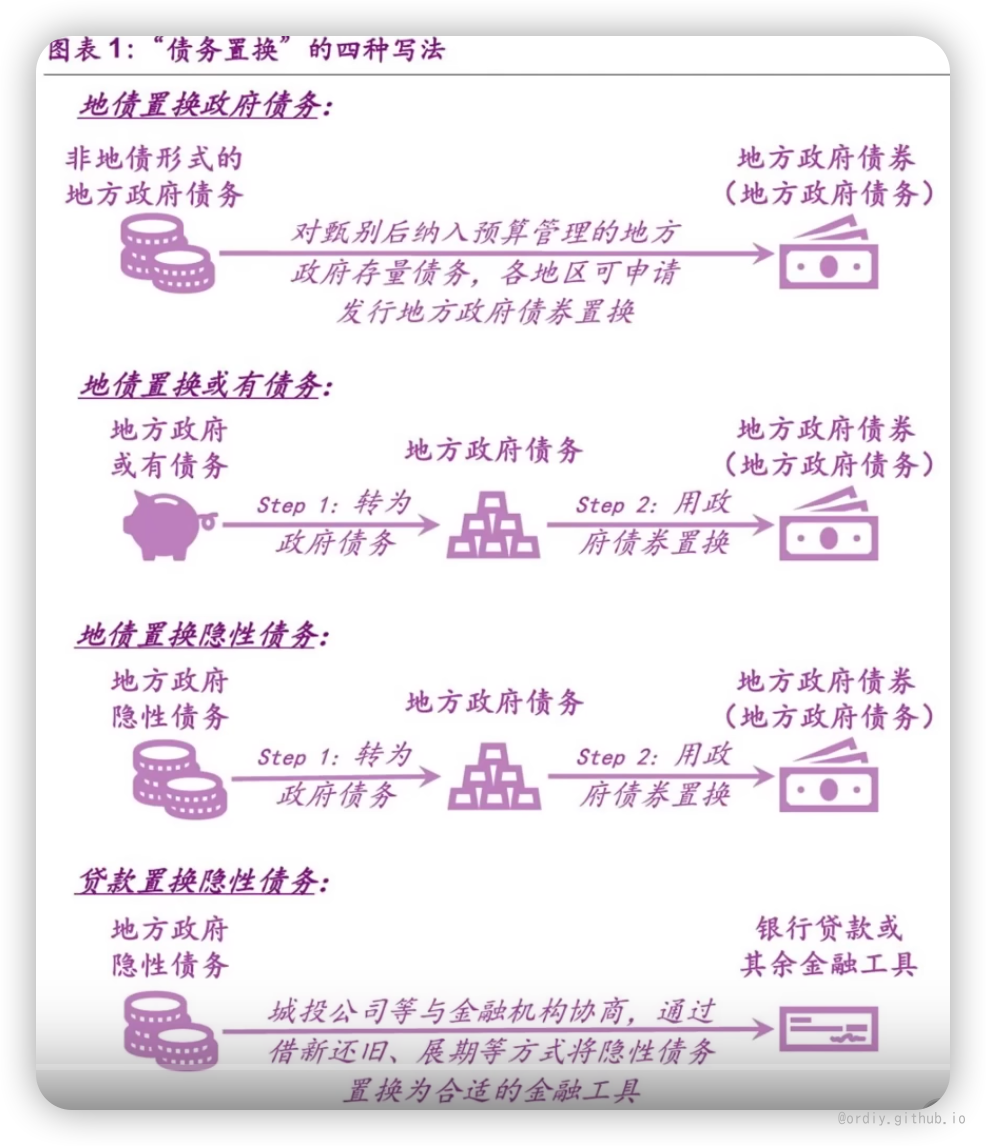 图表 1：“债务置换”的四种写法
地债置换政府债务：
非地债形式的
地方政府债务
地方政府债券
（地方政府债务）
对甄别后纳入预算管理的地方
政府存量债务，各地区可申请
发行地方政府债券置换
地债置换或有债务：
地方政府
或有债务
地方政府债务
地方政府债券
（地方政府债务）
Step 1: 转为
政府债务
Step 2: 用政
府债券置换
地债置换隐性债务：
地方政府
隐性债务
地方政府债务
地方政府债券
（地方政府债务）
Step 1: 转为
政府债务
Step 2: 用政
府债券置换
贷款置换隐性债务：
地方政府
隐性债务
银行贷款或
其余金融工具
城投公司等与金融机构协商，通过
借新还旧、展期等方式将隐性债务
置换为合适的金融工具
@ordiy.github.io